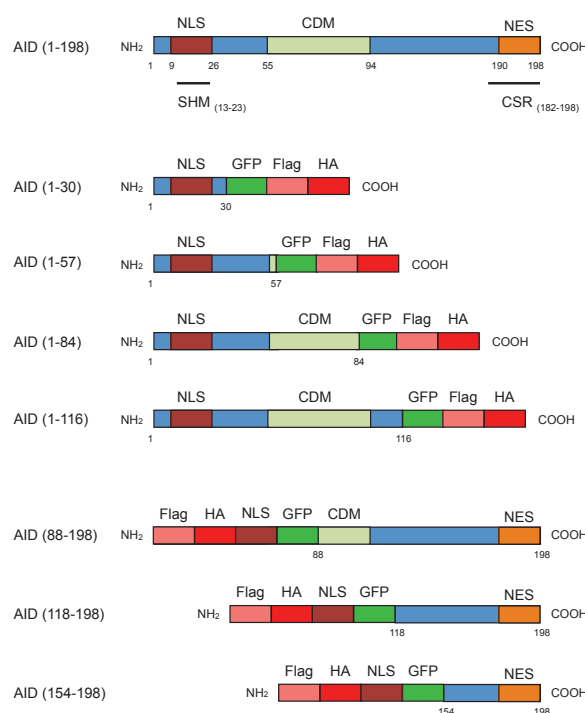 NLS CDM NES
AID (1-198) NH2 COOH
1 9 26 55 94 190 198
SHM (13-23) CSR (182-198)
NLS GFP Flag HA
AID (1-30) NH2 COOH
1 30
NLS GFP Flag HA
AID (1-57) NH2 COOH
1 57
NLS CDM GFP Flag HA
AID (1-84) NH2 COOH
1 84
NLS CDM GFP Flag HA
AID (1-116) NH2 COOH
1 116
Flag HA NLS GFP CDM NES
AID (88-198) NH2 COOH
88 198
Flag HA NLS GFP NES
AID (118-198) NH2 COOH
118 198
Flag HA NLS GFP NES
AID (154-198) NH2 COOH
154 198